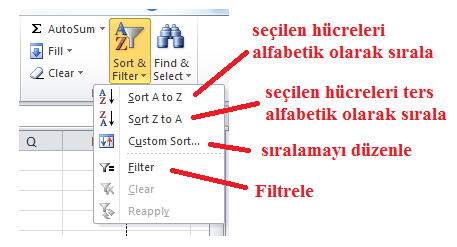 Σ AutoSum
Fill
Clear
Sort &
Filter
Find &
Select
Sort A to Z
Sort Z to A
Custom Sort...
Filter
Clear
Reapply
Q
seçilen hücreleri
alfabetik olarak sırala
seçilen hücreleri ters
alfabetik olarak sırala
sıralamayı düzenle
Filtrele